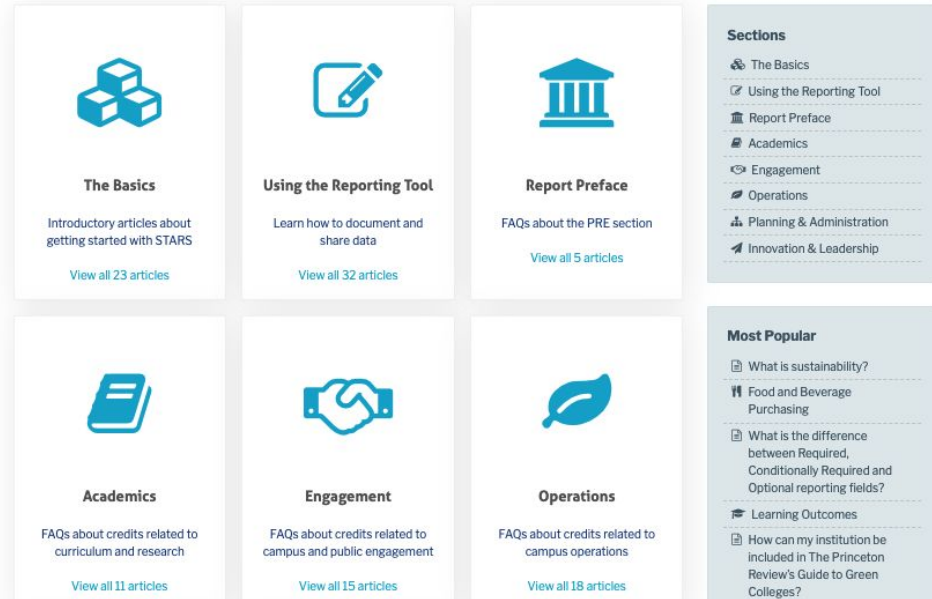 The Basics
Introductory articles about
getting started with STARS
View all 23 articles
Using the Reporting Tool
Learn how to document and
share data
View all 32 articles
Report Preface
FAQs about the PRE section
View all 5 articles
Academics
FAQs about credits related to
curriculum and research
View all 11 articles
Engagement
FAQs about credits related to
campus and public engagement
View all 15 articles
Operations
FAQs about credits related to
campus operations
View all 18 articles
Sections
The Basics
Using the Reporting Tool
Report Preface
Academics
Engagement
Operations
Planning & Administration
Innovation & Leadership
Most Popular
What is sustainability?
Food and Beverage
Purchasing
What is the difference
between Required,
Conditionally Required and
Optional reporting fields?
Learning Outcomes
How can my institution be
included in The Princeton
Review's Guide to Green
Colleges?